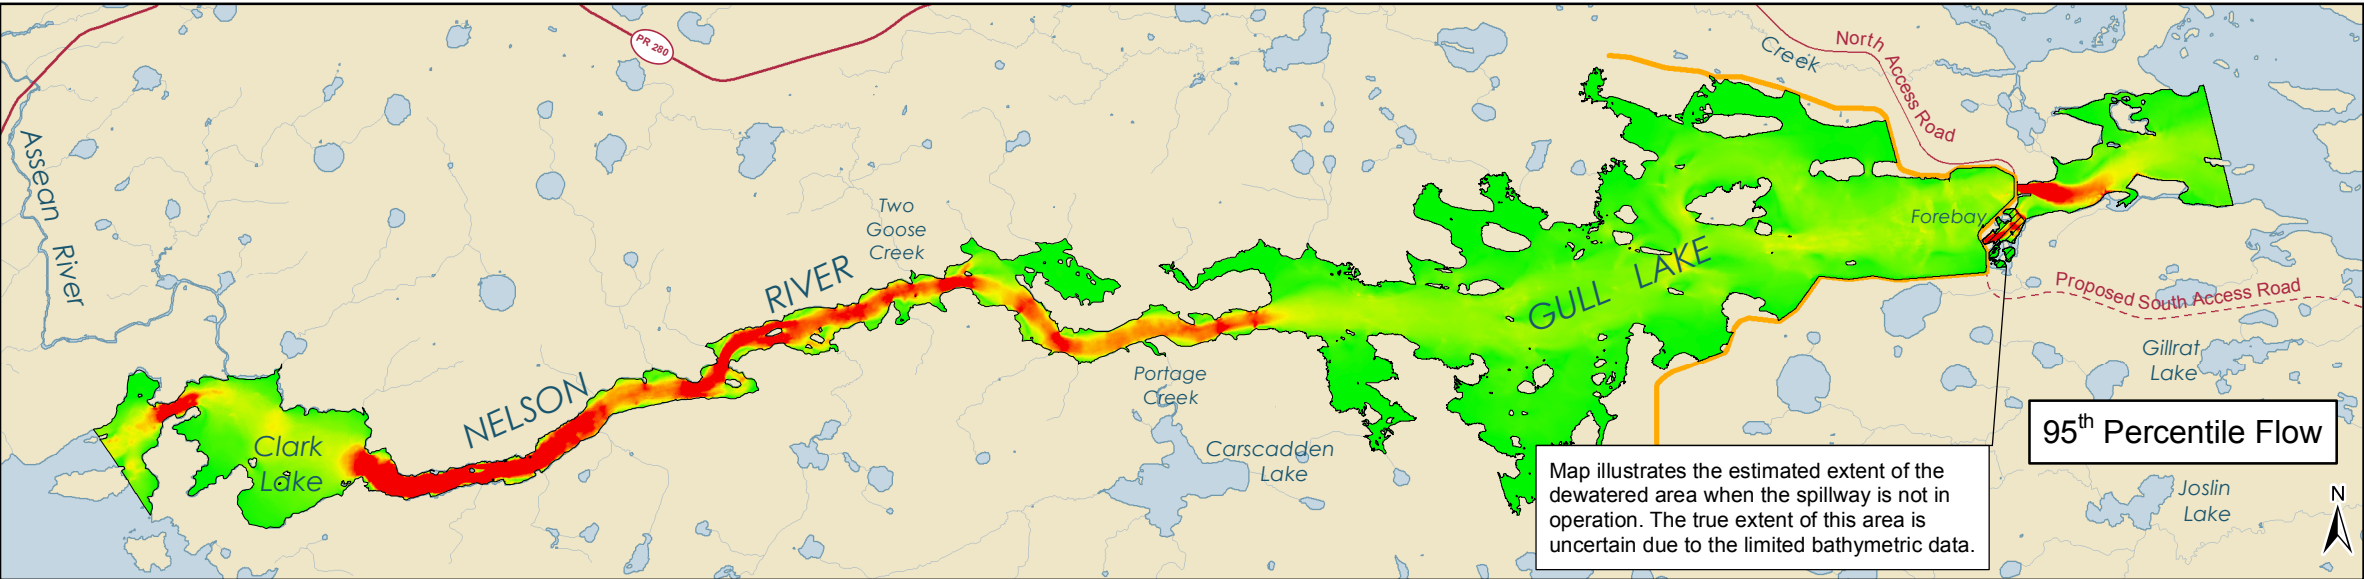 PR 280
North Access Road
Creek
Assean River
Two
Goose
Creek
Forebay
RIVER
GULL LAKE
Proposed South Access Road
Gillrat
Lake
Portage
Creek
NELSON
Clark
Lake
Carscadden
Lake
95th Percentile Flow
Map illustrates the estimated extent of the
dewatered area when the spillway is not in
operation. The true extent of this area is
uncertain due to the limited bathymetric data.
Joslin
Lake
N